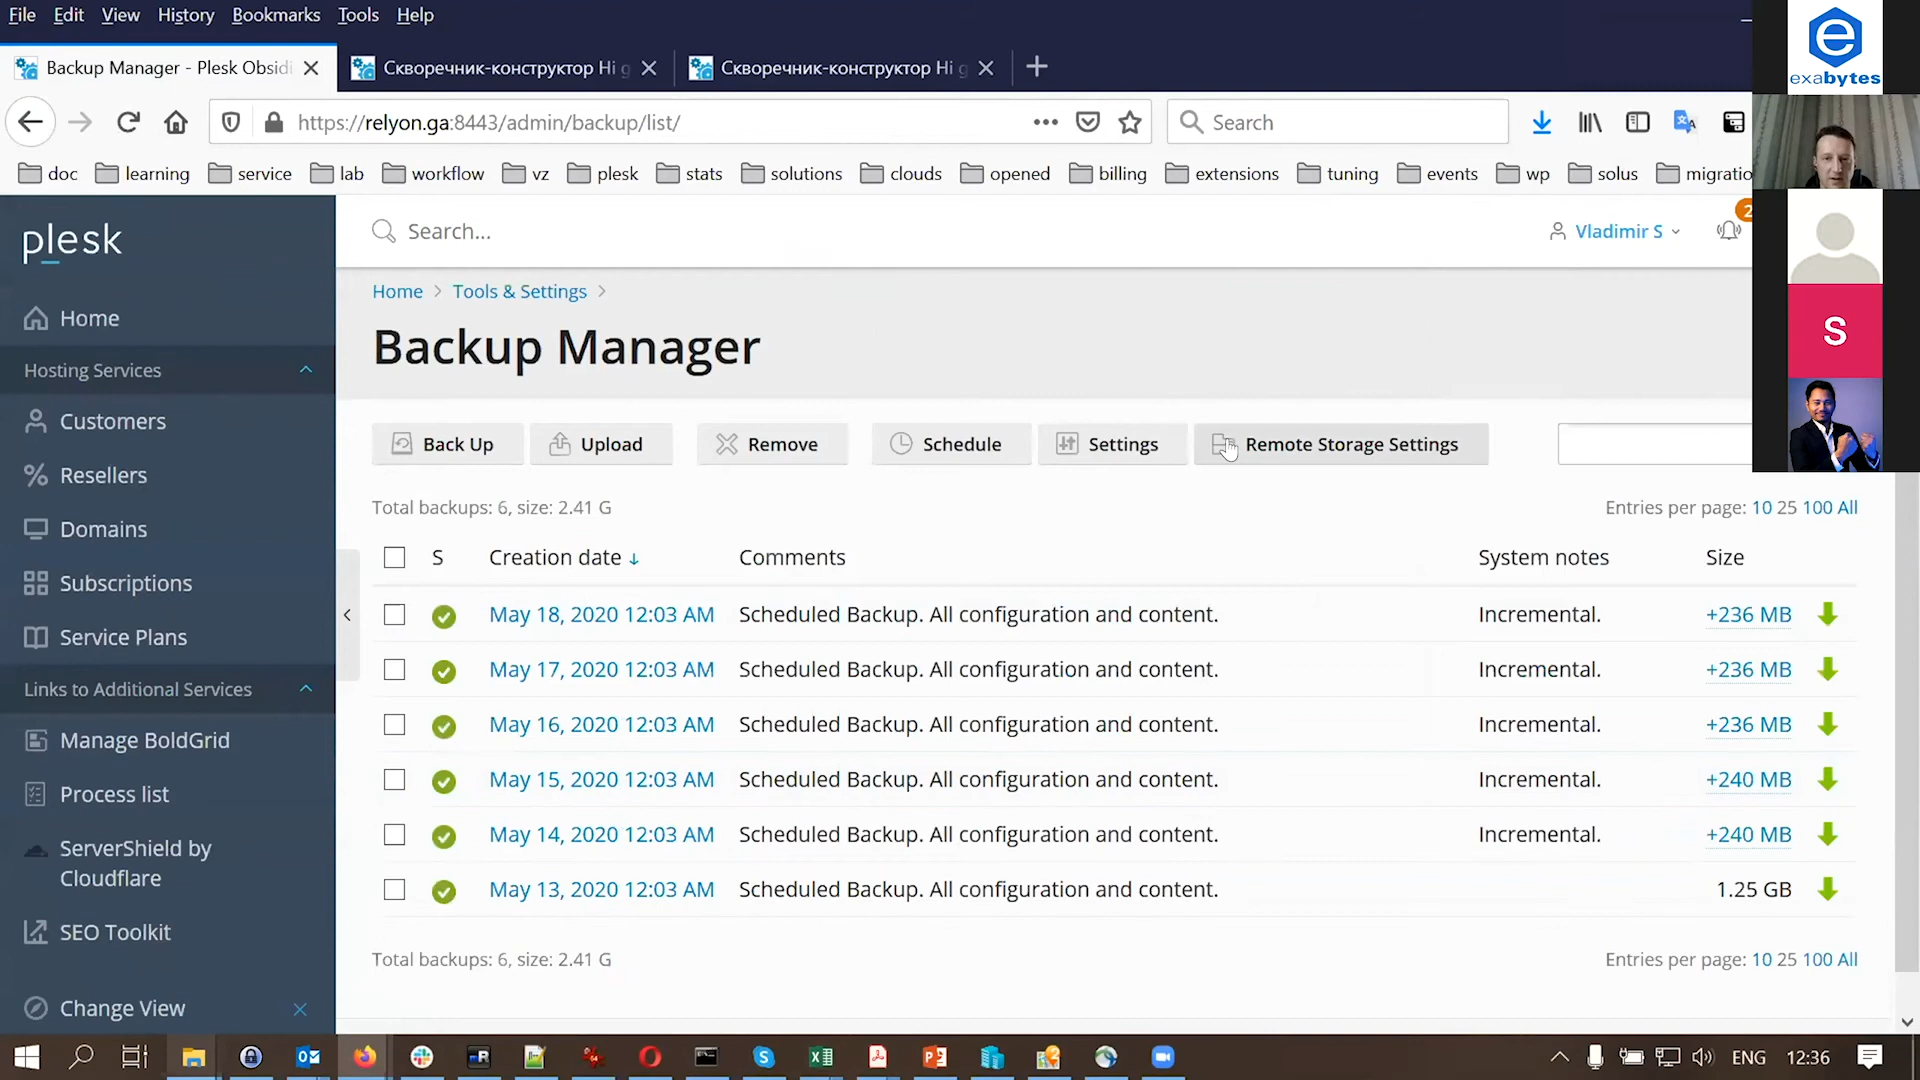 File Edit View History Bookmarks Tools Help
Backup Manager - Plesk Obsidi
Скворечник-конструктор Hi g
Скворечник-конструктор Hi g
https://relyon.ga:8443/admin/backup/list/
Search
doc learning service lab workflow vz plesk stats solutions clouds opened billing extensions tuning events wp solus migratio
exabytes
S
plesk
Search...
Vladimir S
2
Home
Hosting Services
Customers
Resellers
Domains
Subscriptions
Service Plans
Links to Additional Services
Manage BoldGrid
Process list
ServerShield by
Cloudflare
SEO Toolkit
Change View
Home > Tools & Settings >
Backup Manager
Back Up Upload Remove Schedule Settings Remote Storage Settings
Total backups: 6, size: 2.41 G
Entries per page: 10 25 100 All
S Creation date ↓ Comments System notes Size
May 18, 2020 12:03 AM Scheduled Backup. All configuration and content. Incremental. +236 MB
May 17, 2020 12:03 AM Scheduled Backup. All configuration and content. Incremental. +236 MB
May 16, 2020 12:03 AM Scheduled Backup. All configuration and content. Incremental. +236 MB
May 15, 2020 12:03 AM Scheduled Backup. All configuration and content. Incremental. +240 MB
May 14, 2020 12:03 AM Scheduled Backup. All configuration and content. Incremental. +240 MB
May 13, 2020 12:03 AM Scheduled Backup. All configuration and content. 1.25 GB
Total backups: 6, size: 2.41 G
Entries per page: 10 25 100 All
ENG 12:36